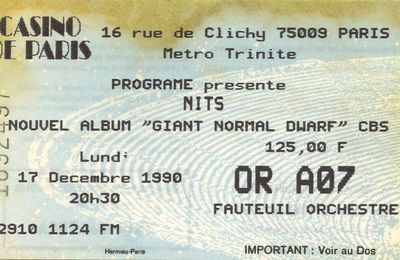 CASINO DE PARIS
16 rue de Clichy 75009 PARIS
Metro Trinite
PROGRAME presente
NITS
NOUVEL ALBUM "GIANT NORMAL DWARF" CBS
Lundi
125,00 F
17 Decembre 1990
20h30
OR A07
FAUTEUIL ORCHESTRE
2910 1124 FM
Hermieu-Paris
IMPORTANT : Voir au Dos